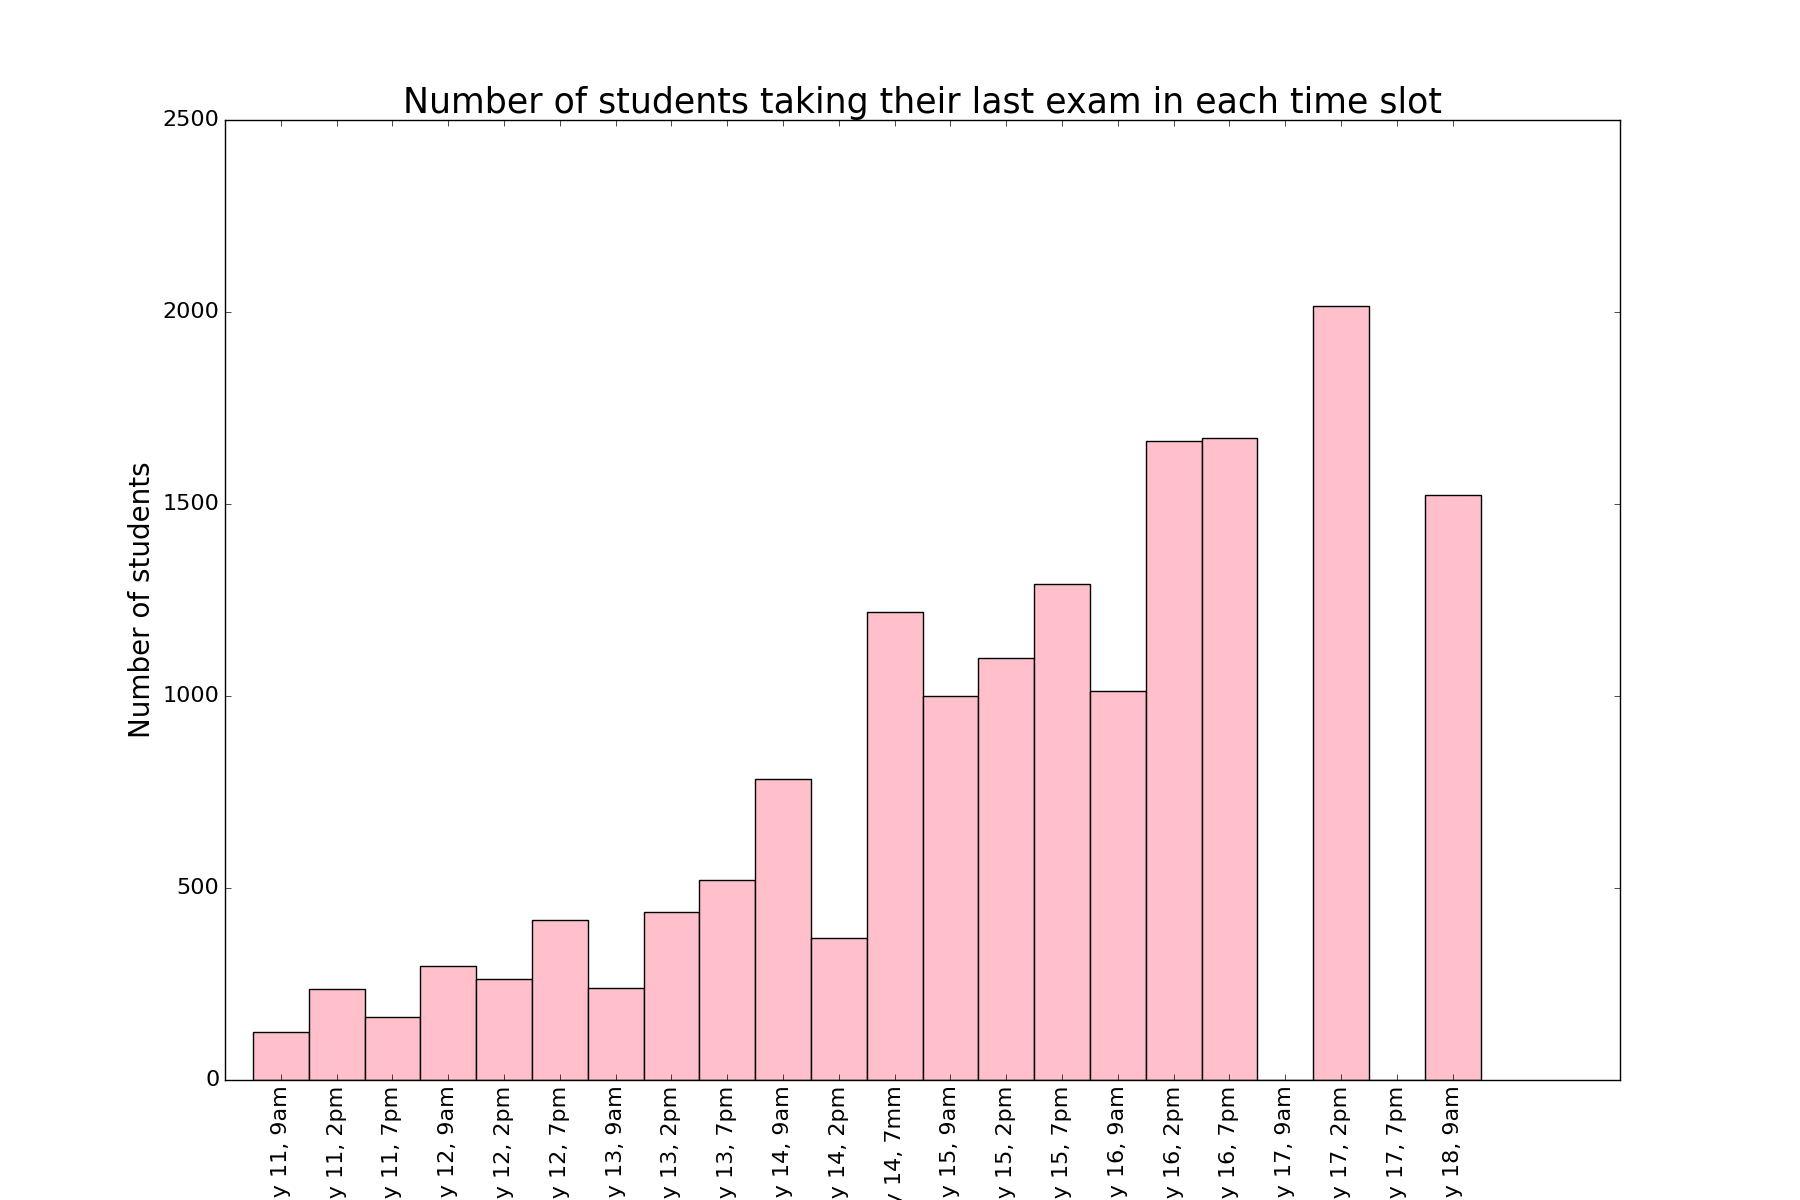 Number of students taking their last exam in each time slot
Number of students
2500
2000
1500
1000
500
0
y 11, 9am
y 11, 2pm
y 11, 7pm
y 12, 9am
y 12, 2pm
y 12, 7pm
y 13, 9am
y 13, 2pm
y 13, 7pm
y 14, 9am
y 14, 2pm
y 14, 7mm
y 15, 9am
y 15, 2pm
y 15, 7pm
y 16, 9am
y 16, 2pm
y 16, 7pm
y 17, 9am
y 17, 2pm
y 17, 7pm
y 18, 9am